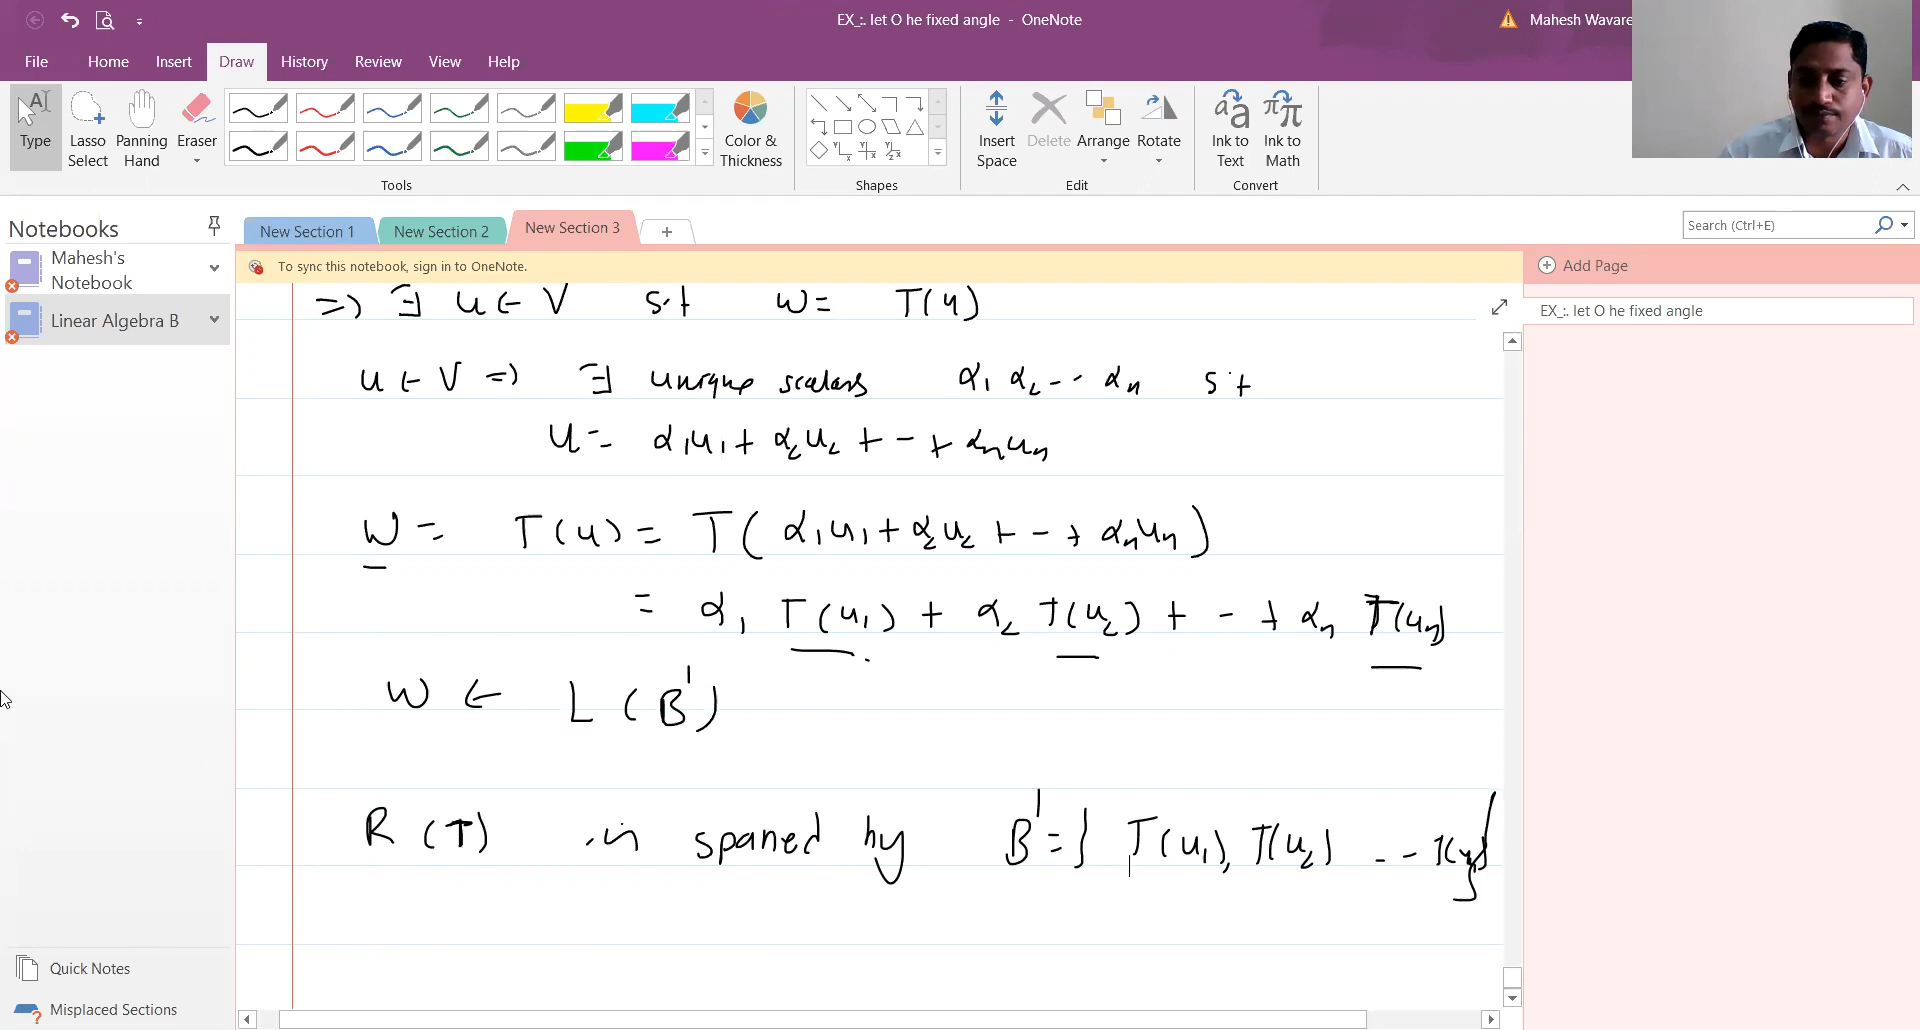 EX_:. let O he fixed angle - OneNote
Mahesh Wavare
File Home Insert Draw History Review View Help
Type
Lasso Select
Panning Hand
Eraser
Color & Thickness
Insert Space
Delete
Arrange
Rotate
Ink to Text
Ink to Math
Tools Shapes Edit Convert
Notebooks
New Section 1 New Section 2 New Section 3 +
Search (Ctrl+E)
Mahesh's Notebook
Linear Algebra B
To sync this notebook, sign in to OneNote.
Add Page
EX_:. let O he fixed angle
=> ∃ u ∈ V s.t w = T(u)
u ∈ V => ∃ unique scalars α₁ α₂ -- αₙ s.t
u = α₁u₁ + α₂u₂ + - + αₙuₙ
w = T(u) = T(α₁u₁ + α₂u₂ + - + αₙuₙ)
= α₁ T(u₁) + α₂ T(u₂) + - + αₙ T(uₙ)
w ∈ L(B')
R(T) is spaned by B' = { T(u₁), T(u₂) -- T(uₙ)}
Quick Notes
Misplaced Sections